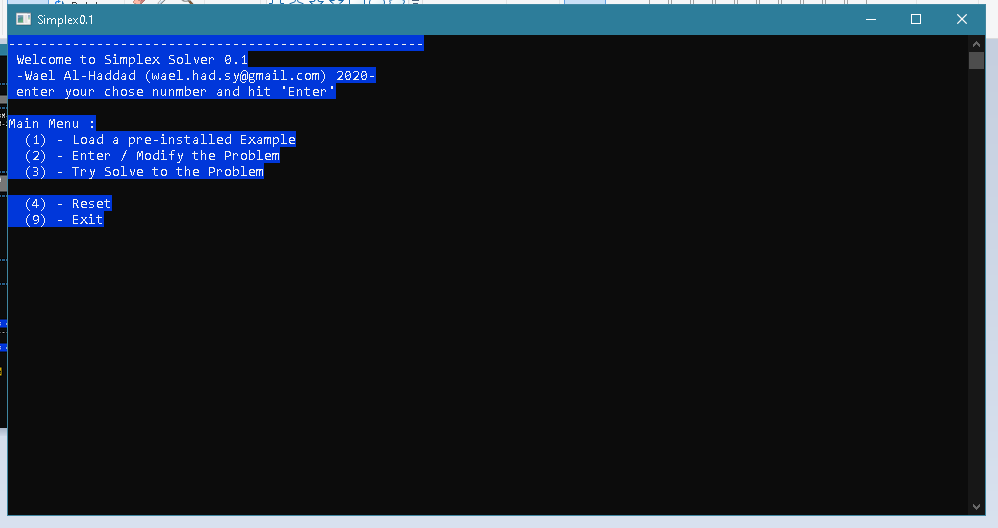 Simplex0.1
----------------------------------------------------
Welcome to Simplex Solver 0.1
-Wael Al-Haddad (wael.had.sy@gmail.com) 2020-
enter your chose nunmber and hit 'Enter'
Main Menu :
(1) - Load a pre-installed Example
(2) - Enter / Modify the Problem
(3) - Try Solve to the Problem
(4) - Reset
(9) - Exit